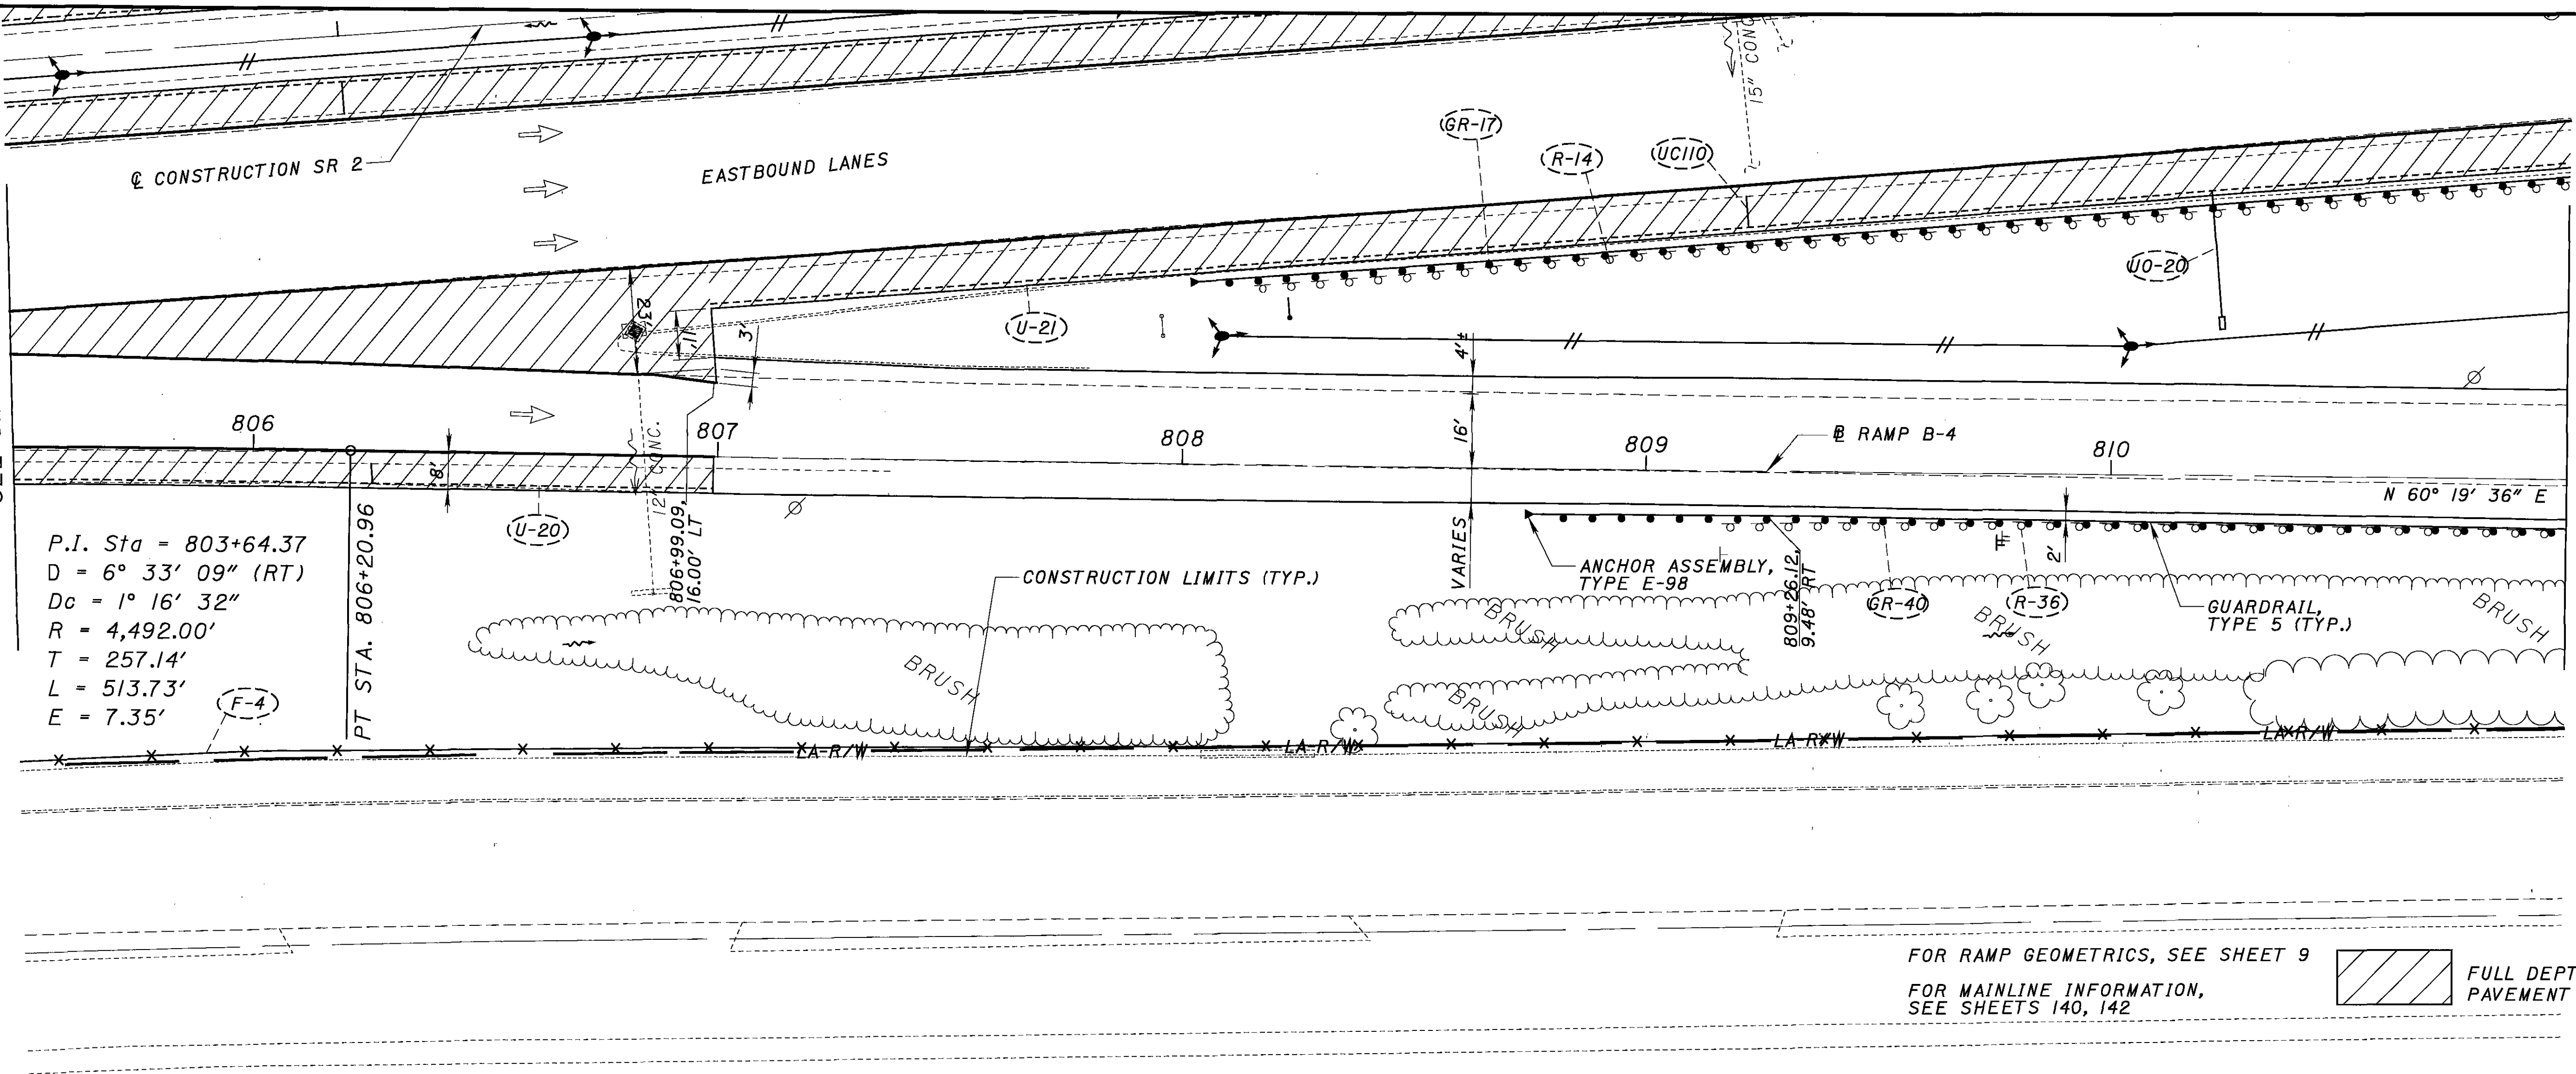 15" CONC
℄ CONSTRUCTION SR 2
EASTBOUND LANES
GR-17
R-14
UC110
UO-20
U-21
23'
11'
3'
4'±
16'
806
807
808
809
810
℄ RAMP B-4
N 60° 19' 36" E
8'
12" CONC.
U-20
806+99.09,
16.00' LT
PT STA. 806+20.96
P.I. Sta = 803+64.37
D = 6° 33' 09" (RT)
Dc = 1° 16' 32"
R = 4,492.00'
T = 257.14'
L = 513.73'
E = 7.35'
F-4
CONSTRUCTION LIMITS (TYP.)
VARIES
ANCHOR ASSEMBLY,
TYPE E-98
809+26.12,
9.48' RT
GR-40
R-36
2'
GUARDRAIL,
TYPE 5 (TYP.)
BRUSH
BRUSH
BRUSH
BRUSH
BRUSH
LA-R/W
LA-R/W
LA-R/W
LA-R/W
FOR RAMP GEOMETRICS, SEE SHEET 9
FOR MAINLINE INFORMATION,
SEE SHEETS 140, 142
FULL DEPT
PAVEMENT